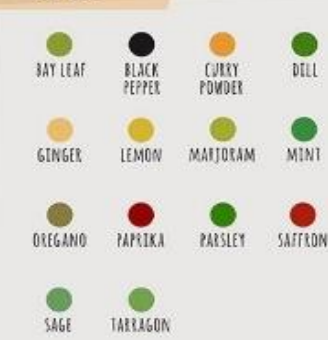 BAY LEAF
BLACK
PEPPER
CURRY
POWDER
DILL
GINGER
LEMON
MARJORAM
MINT
OREGANO
PAPRIKA
PARSLEY
SAFFRON
SAGE
TARRAGON